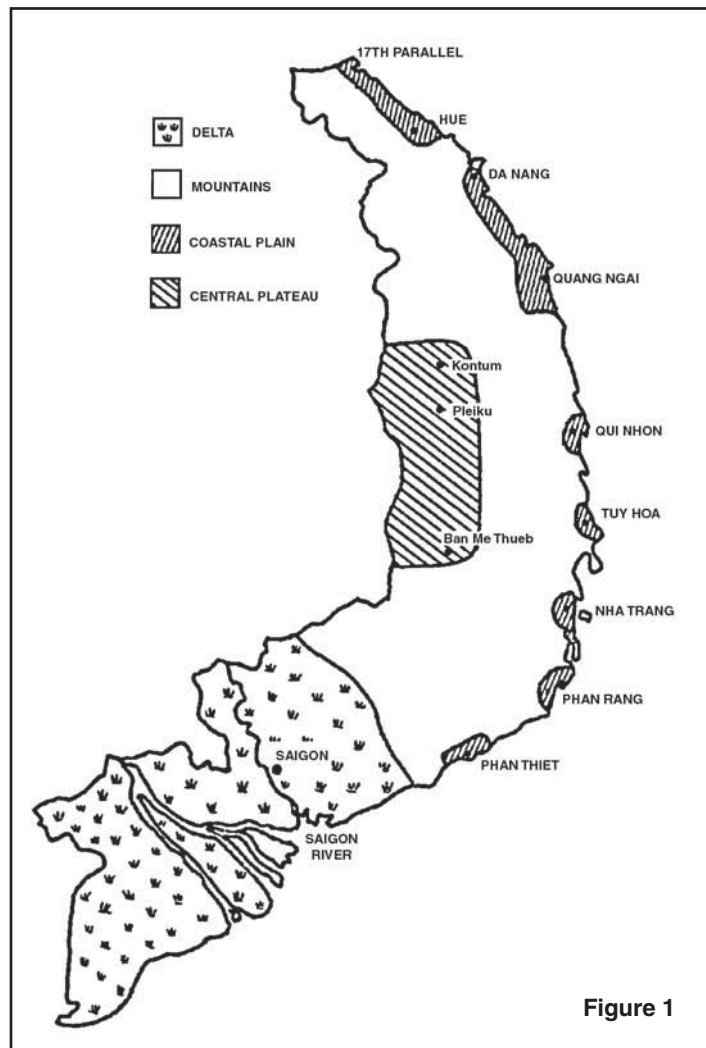 17TH PARALLEL
HUE
DELTA
DA NANG
MOUNTAINS
COASTAL PLAIN
QUANG NGAI
CENTRAL PLATEAU
Kontum
Pleiku
QUI NHON
TUY HOA
Ban Me Thueb
NHA TRANG
PHAN RANG
SAIGON
PHAN THIET
SAIGON
RIVER
Figure 1